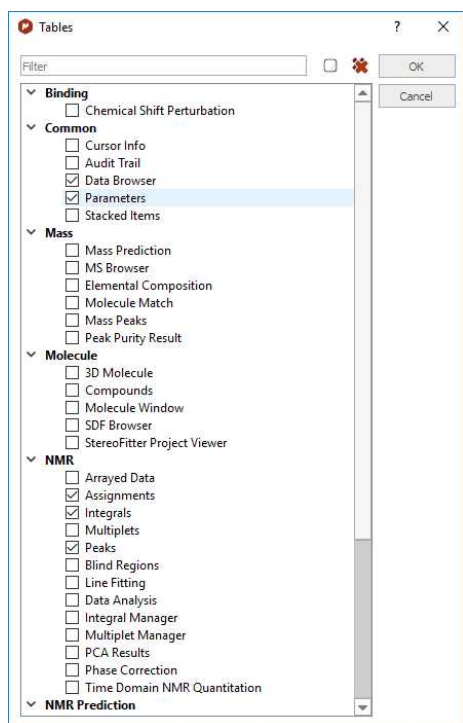 Tables
?
Filter
OK
Cancel
Binding
Chemical Shift Perturbation
Common
Cursor Info
Audit Trail
Data Browser
Parameters
Stacked Items
Mass
Mass Prediction
MS Browser
Elemental Composition
Molecule Match
Mass Peaks
Peak Purity Result
Molecule
3D Molecule
Compounds
Molecule Window
SDF Browser
StereoFitter Project Viewer
NMR
Arrayed Data
Assignments
Integrals
Multiplets
Peaks
Blind Regions
Line Fitting
Data Analysis
Integral Manager
Multiplet Manager
PCA Results
Phase Correction
Time Domain NMR Quantitation
NMR Prediction